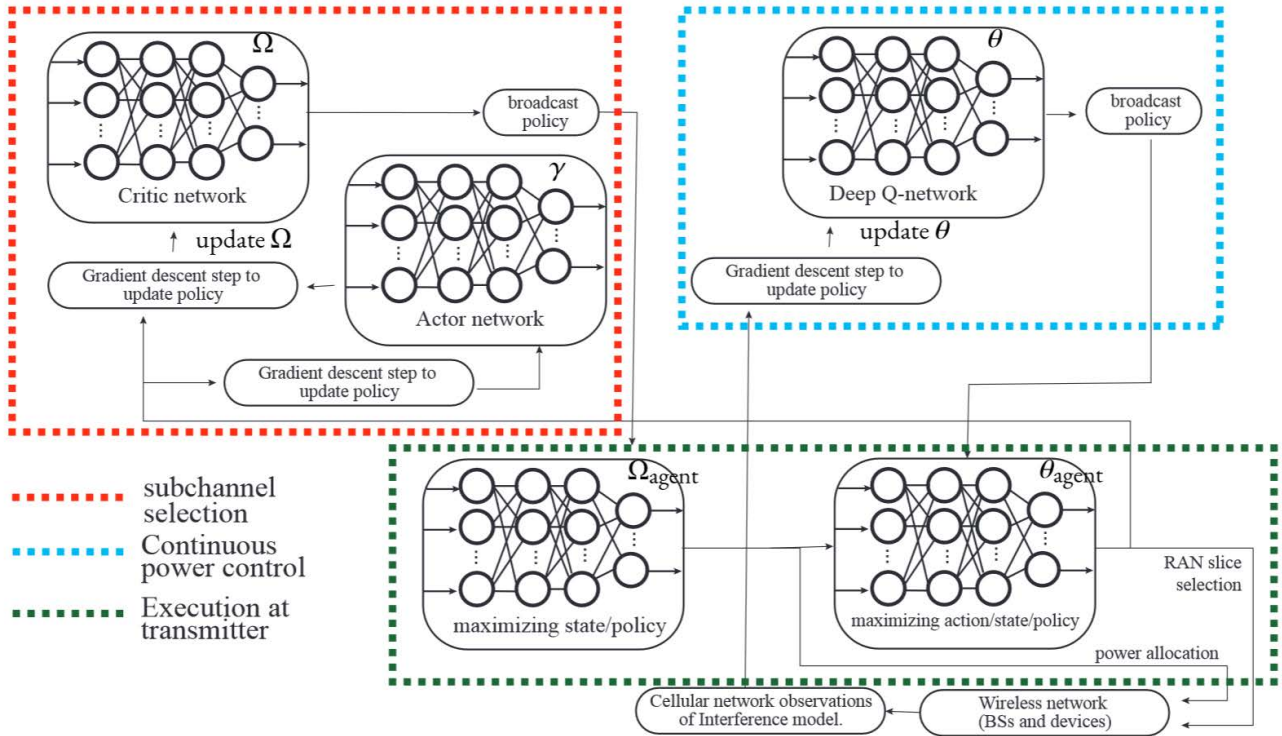 Ω
Critic network
broadcast
policy
γ
Actor network
update Ω
Gradient descent step to
update policy
Gradient descent step to
update policy
θ
Deep Q-network
broadcast
policy
update θ
Gradient descent step to
update policy
subchannel
selection
Continuous
power control
Execution at
transmitter
Ωagent
maximizing state/policy
θagent
maximizing action/state/policy
RAN slice
selection
power allocation
Cellular network observations
of Interference model.
Wireless network
(BSs and devices)